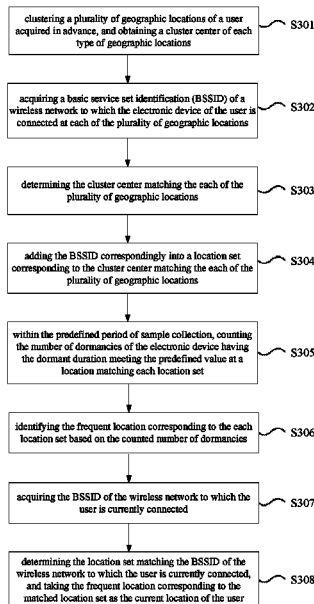 clustering a plurality of geographic locations of a user
acquired in advance, and obtaining a cluster center of each
type of geographic locations
S301
acquiring a basic service set identification (BSSID) of a
wireless network to which the electronic device of the user is
connected at each of the plurality of geographic locations
S302
determining the cluster center matching the each of the
plurality of geographic locations
S303
adding the BSSID correspondingly into a location set
corresponding to the cluster center matching the each of the
plurality of geographic locations
S304
within the predefined period of sample collection, counting
the number of dormancies of the electronic device having
the dormant duration meeting the predefined value at a
location matching each location set
S305
identifying the frequent location corresponding to the each
location set based on the counted number of dormancies
S306
acquiring the BSSID of the wireless network to which the
user is currently connected
S307
determining the location set matching the BSSID of the
wireless network to which the user is currently connected,
and taking the frequent location corresponding to the
matched location set as the current location of the user
S308